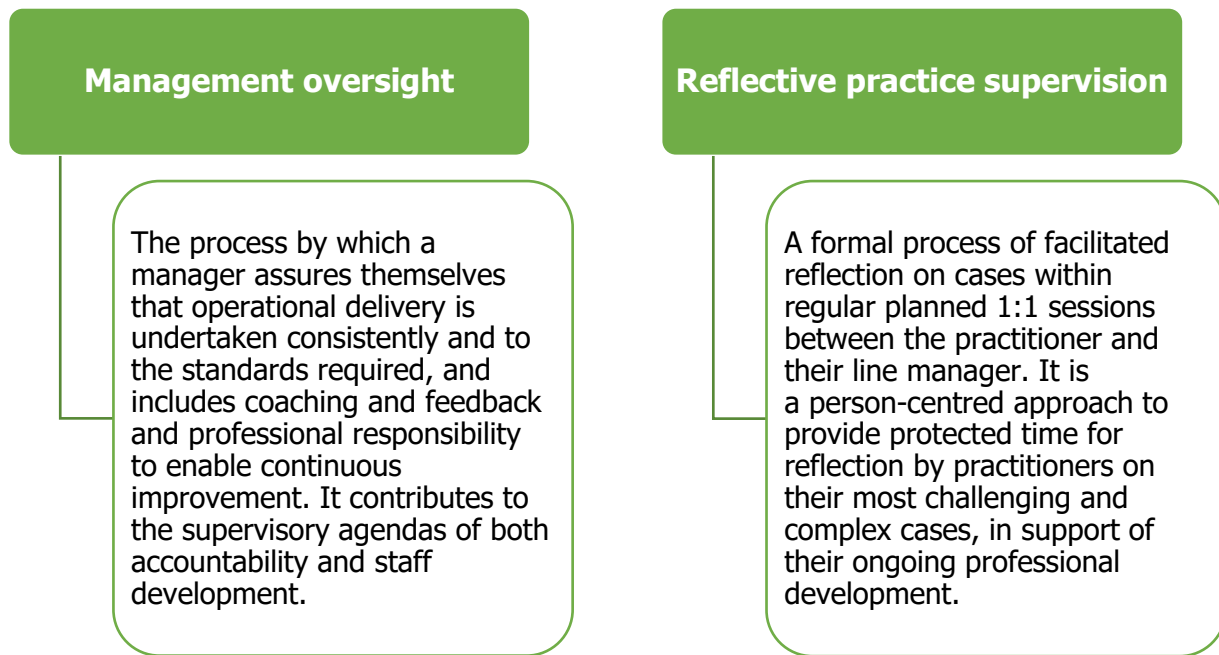 Management oversight
The process by which a
manager assures themselves
that operational delivery is
undertaken consistently and to
the standards required, and
includes coaching and feedback
and professional responsibility
to enable continuous
improvement. It contributes to
the supervisory agendas of both
accountability and staff
development.
Reflective practice supervision
A formal process of facilitated
reflection on cases within
regular planned 1:1 sessions
between the practitioner and
their line manager. It is
a person-centred approach to
provide protected time for
reflection by practitioners on
their most challenging and
complex cases, in support of
their ongoing professional
development.